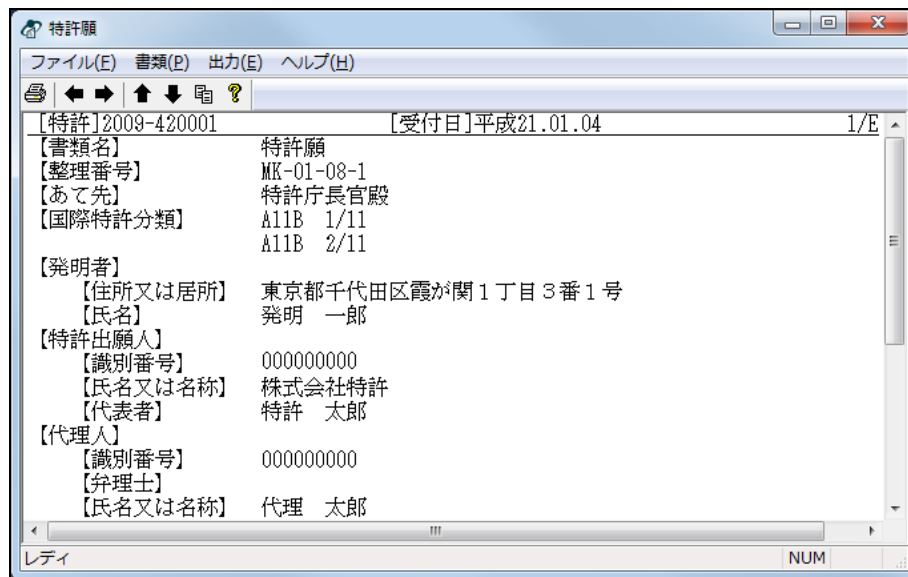 特許願
ファイル(F) 書類(P) 出力(E) ヘルプ(H)
[特許]2009-420001 [受付日]平成21.01.04 1/E
【書類名】 特許願
【整理番号】 MK-01-08-1
【あて先】 特許庁長官殿
【国際特許分類】 A11B 1/11
A11B 2/11
【発明者】
【住所又は居所】 東京都千代田区霞が関1丁目3番1号
【氏名】 発明 一郎
【特許出願人】
【識別番号】 000000000
【氏名又は名称】 株式会社特許
【代表者】 特許 太郎
【代理人】
【識別番号】 000000000
【弁理士】
【氏名又は名称】 代理 太郎
レディ NUM